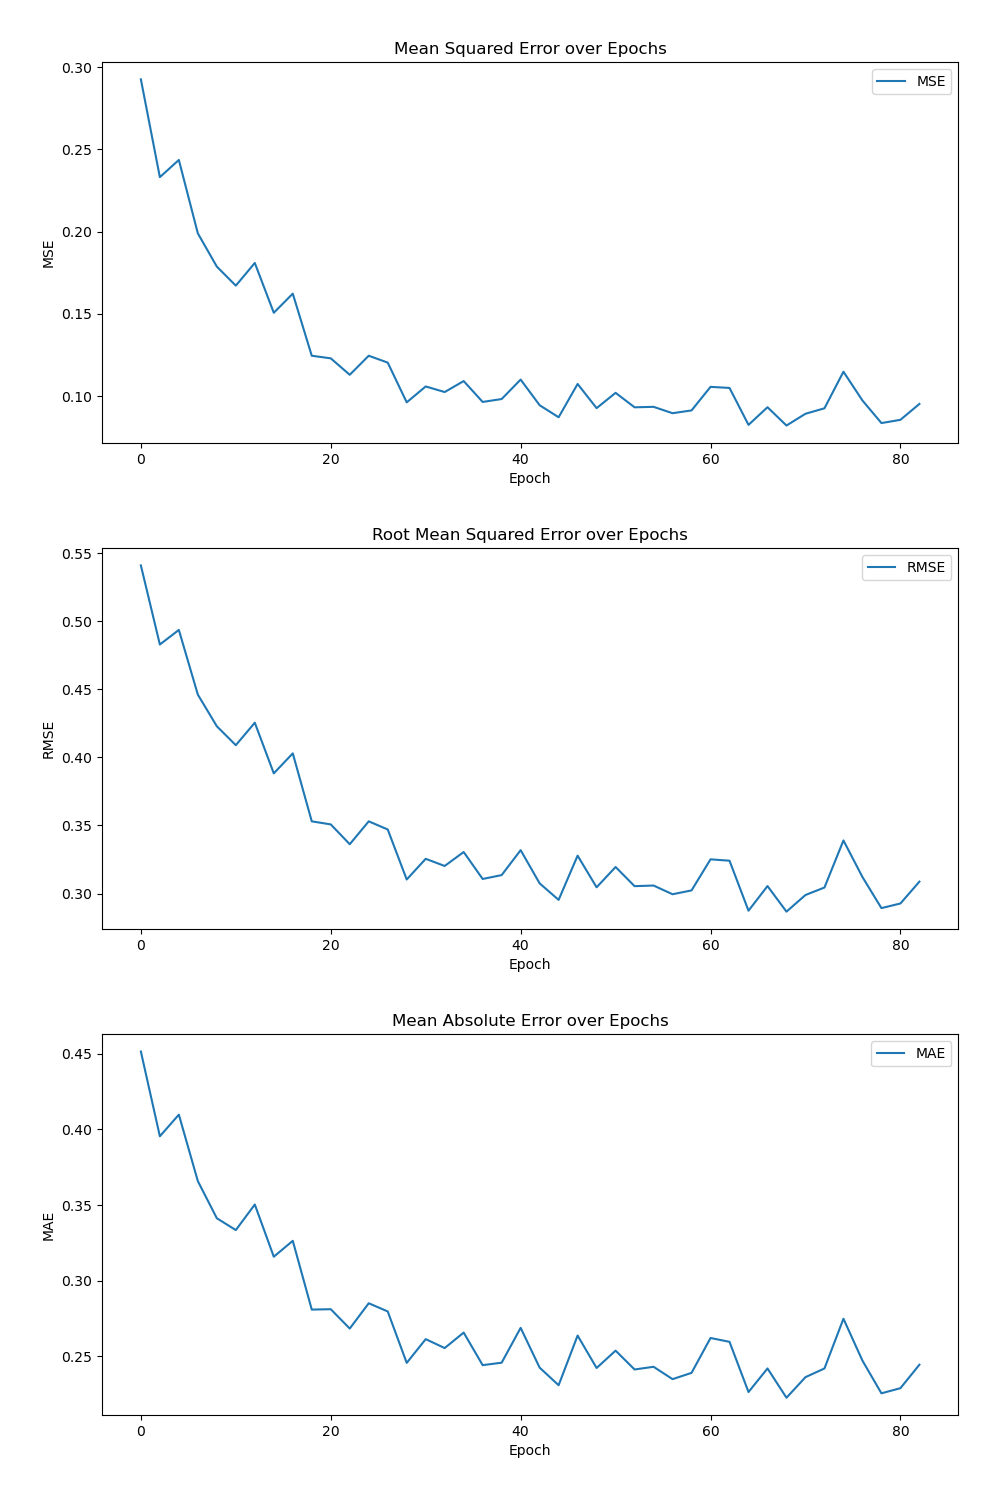 Mean Squared Error over Epochs
0.30
MSE
0.25
0.20
MSE
0.15
0.10
0 20 40 60 80
Epoch
Root Mean Squared Error over Epochs
0.55
RMSE
0.50
0.45
RMSE
0.40
0.35
0.30
0 20 40 60 80
Epoch
Mean Absolute Error over Epochs
0.45
MAE
0.40
0.35
MAE
0.30
0.25
0 20 40 60 80
Epoch